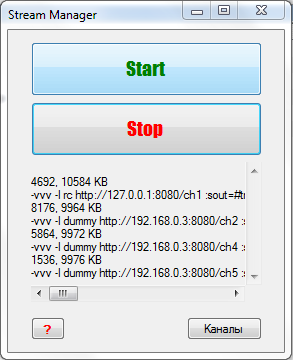 Stream Manager
Start
Stop
4692, 10584 KB
-vvv -I rc http://127.0.0.1:8080/ch1 :sout=#tr
8176, 9964 KB
-vvv -I dummy http://192.168.0.3:8080/ch2 :
5864, 9972 KB
-vvv -I dummy http://192.168.0.3:8080/ch4 :
1536, 9976 KB
-vvv -I dummy http://192.168.0.3:8080/ch5 :
?
Каналы